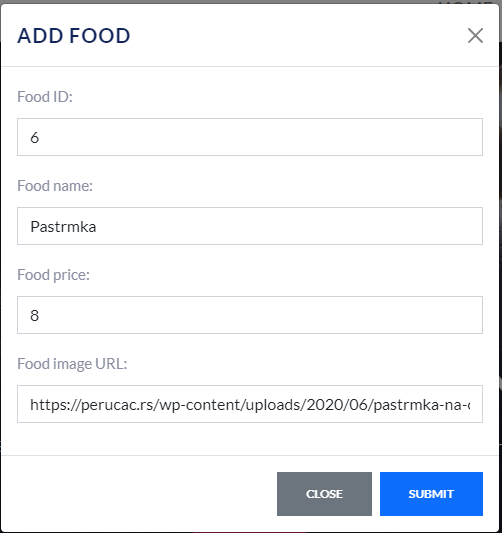 ADD FOOD
Food ID:
6
Food name:
Pastrmka
Food price:
8
Food image URL:
https://perucac.rs/wp-content/uploads/2020/06/pastrmka-na-
CLOSE
SUBMIT